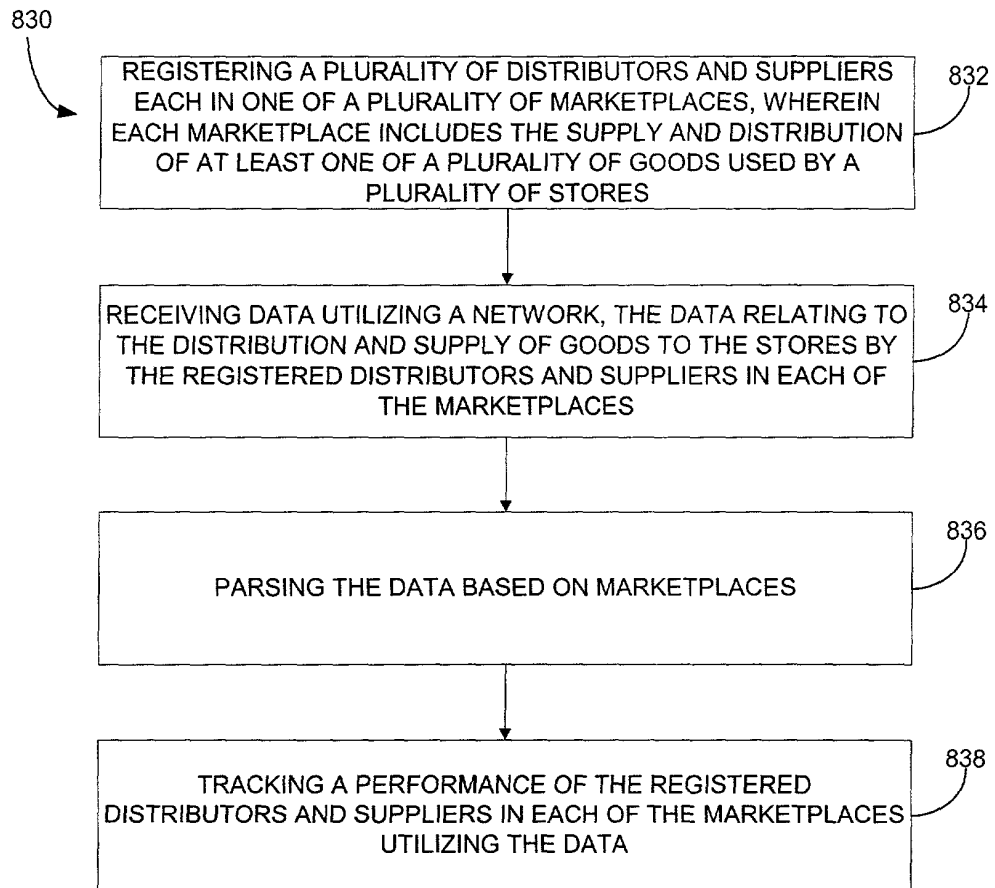 830
REGISTERING A PLURALITY OF DISTRIBUTORS AND SUPPLIERS
EACH IN ONE OF A PLURALITY OF MARKETPLACES, WHEREIN
EACH MARKETPLACE INCLUDES THE SUPPLY AND DISTRIBUTION
OF AT LEAST ONE OF A PLURALITY OF GOODS USED BY A
PLURALITY OF STORES
832
RECEIVING DATA UTILIZING A NETWORK, THE DATA RELATING TO
THE DISTRIBUTION AND SUPPLY OF GOODS TO THE STORES BY
THE REGISTERED DISTRIBUTORS AND SUPPLIERS IN EACH OF
THE MARKETPLACES
834
PARSING THE DATA BASED ON MARKETPLACES
836
TRACKING A PERFORMANCE OF THE REGISTERED
DISTRIBUTORS AND SUPPLIERS IN EACH OF THE MARKETPLACES
UTILIZING THE DATA
838